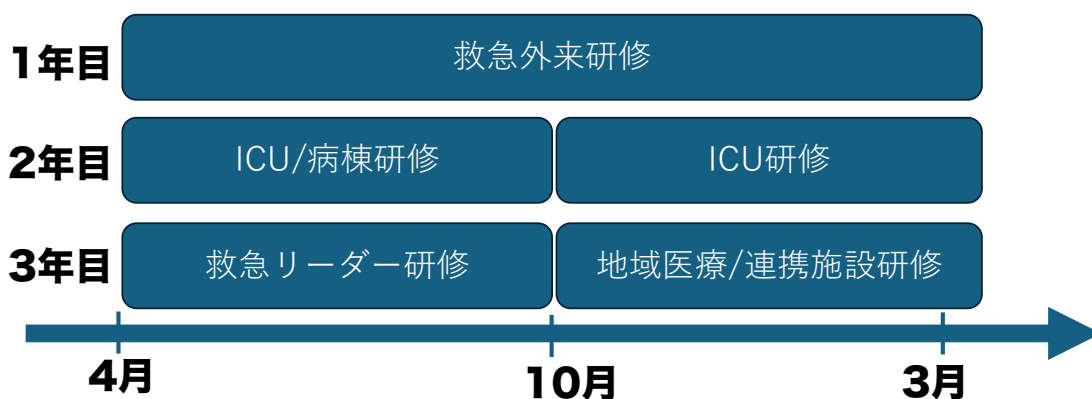 1年目
救急外来研修
2年目
ICU/病棟研修
ICU研修
3年目
救急リーダー研修
地域医療/連携施設研修
4月
10月
3月